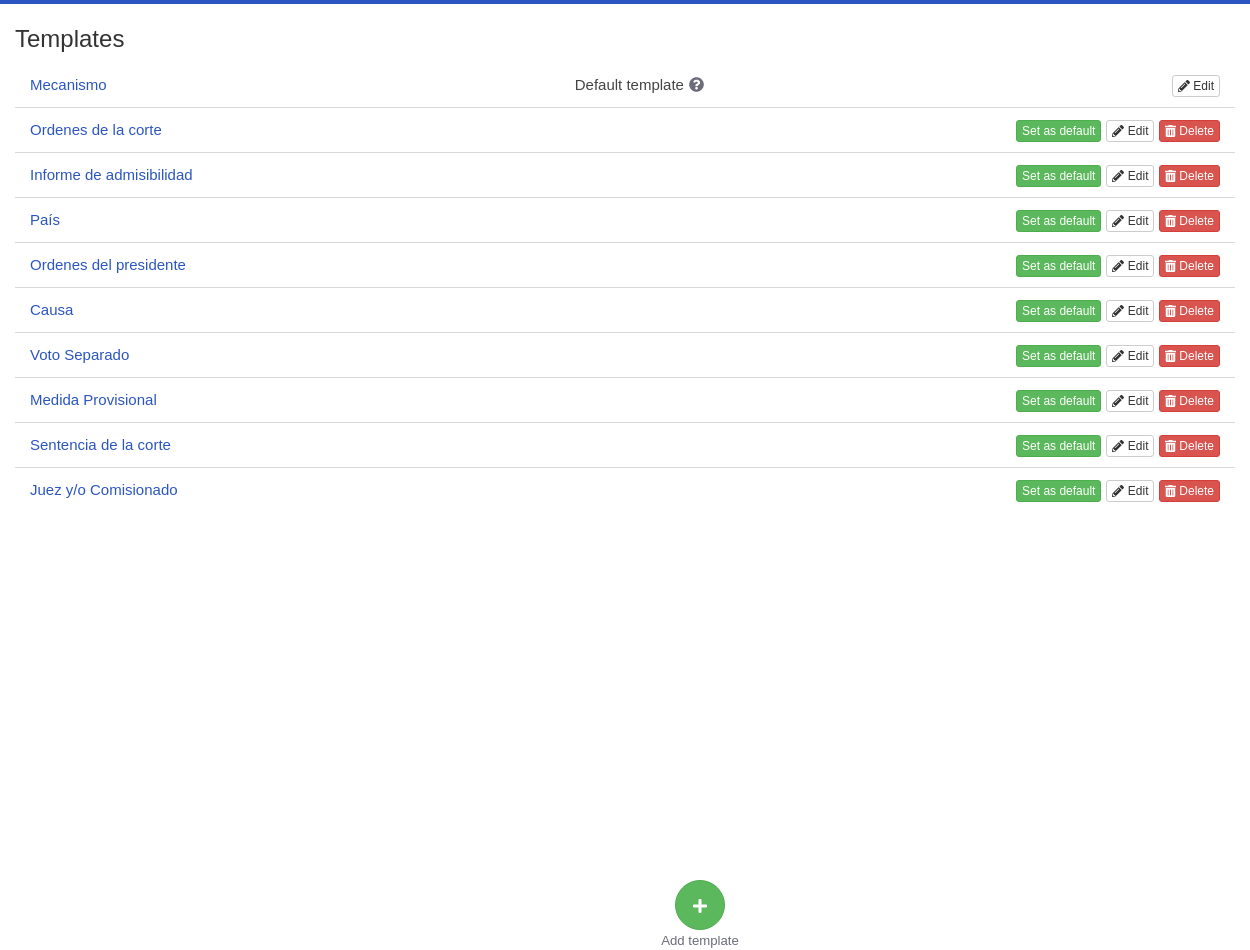 Templates
Mecanismo Default template Edit
Ordenes de la corte Set as default Edit Delete
Informe de admisibilidad Set as default Edit Delete
País Set as default Edit Delete
Ordenes del presidente Set as default Edit Delete
Causa Set as default Edit Delete
Voto Separado Set as default Edit Delete
Medida Provisional Set as default Edit Delete
Sentencia de la corte Set as default Edit Delete
Juez y/o Comisionado Set as default Edit Delete
Add template